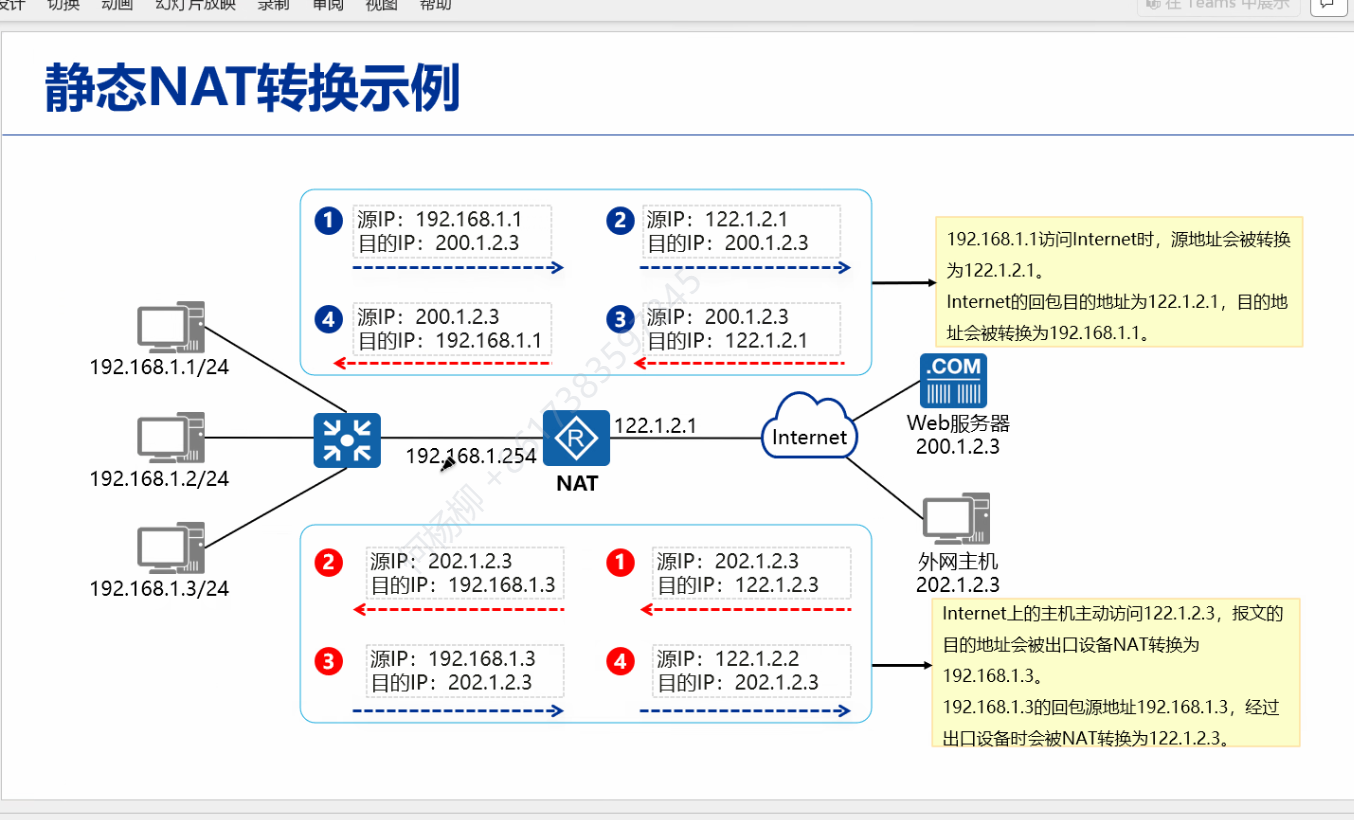 切换 动画 幻灯片放映 录制 审阅 视图 帮助
在 Teams 中展示
静态NAT转换示例
1 源IP：192.168.1.1
目的IP：200.1.2.3
2 源IP：122.1.2.1
目的IP：200.1.2.3
4 源IP：200.1.2.3
目的IP：192.168.1.1
3 源IP：200.1.2.3
目的IP：122.1.2.1
192.168.1.1访问Internet时，源地址会被转换
为122.1.2.1。
Internet的回包目的地址为122.1.2.1，目的地
址会被转换为192.168.1.1。
192.168.1.1/24
192.168.1.2/24
192.168.1.3/24
192.168.1.254
R
NAT
122.1.2.1
Internet
.COM
Web服务器
200.1.2.3
外网主机
202.1.2.3
2 源IP：202.1.2.3
目的IP：192.168.1.3
1 源IP：202.1.2.3
目的IP：122.1.2.3
3 源IP：192.168.1.3
目的IP：202.1.2.3
4 源IP：122.1.2.2
目的IP：202.1.2.3
Internet上的主机主动访问122.1.2.3，报文的
目的地址会被出口设备NAT转换为
192.168.1.3。
192.168.1.3的回包源地址192.168.1.3，经过
出口设备时会被NAT转换为122.1.2.3。